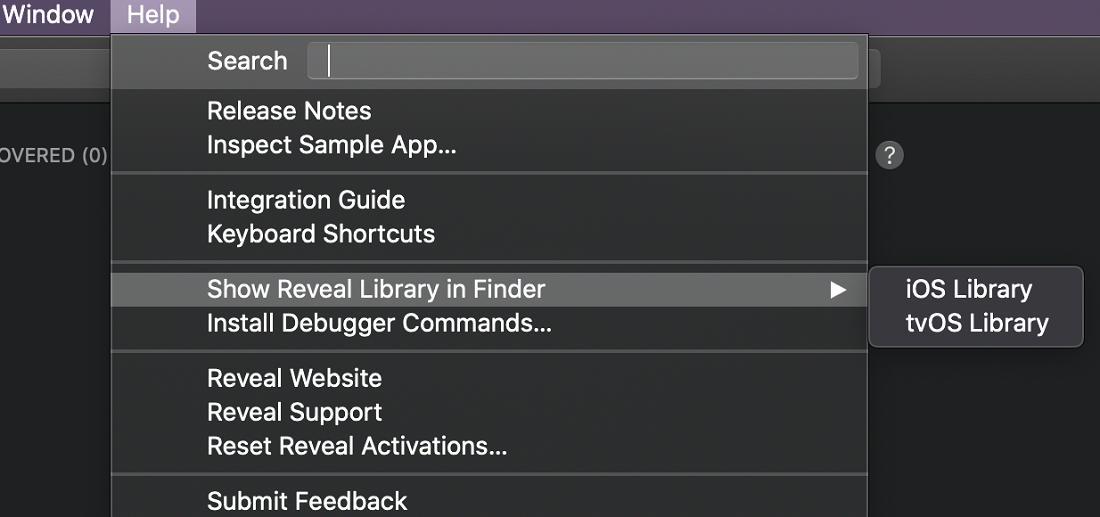 Window Help
Search
Release Notes
Inspect Sample App...
OVERED (0)
?
Integration Guide
Keyboard Shortcuts
Show Reveal Library in Finder
iOS Library
Install Debugger Commands...
tvOS Library
Reveal Website
Reveal Support
Reset Reveal Activations...
Submit Feedback